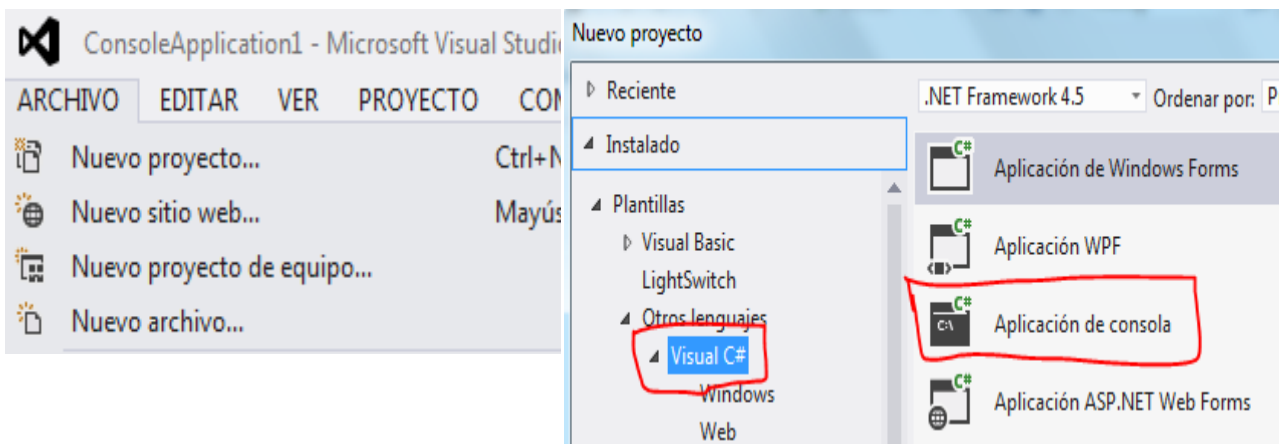 ConsoleApplication1 - Microsoft Visual Studi
ARCHIVO EDITAR VER PROYECTO
Nuevo proyecto... Ctrl+N
Nuevo sitio web... Mayús
Nuevo proyecto de equipo...
Nuevo archivo...
Nuevo proyecto
Reciente
.NET Framework 4.5 Ordenar por: P
Instalado
Plantillas
Visual Basic
LightSwitch
Otros lenguajes
Visual C#
Windows
Web
C#
Aplicación de Windows Forms
C#
Aplicación WPF
C#
C:\
Aplicación de consola
C#
Aplicación ASP.NET Web Forms